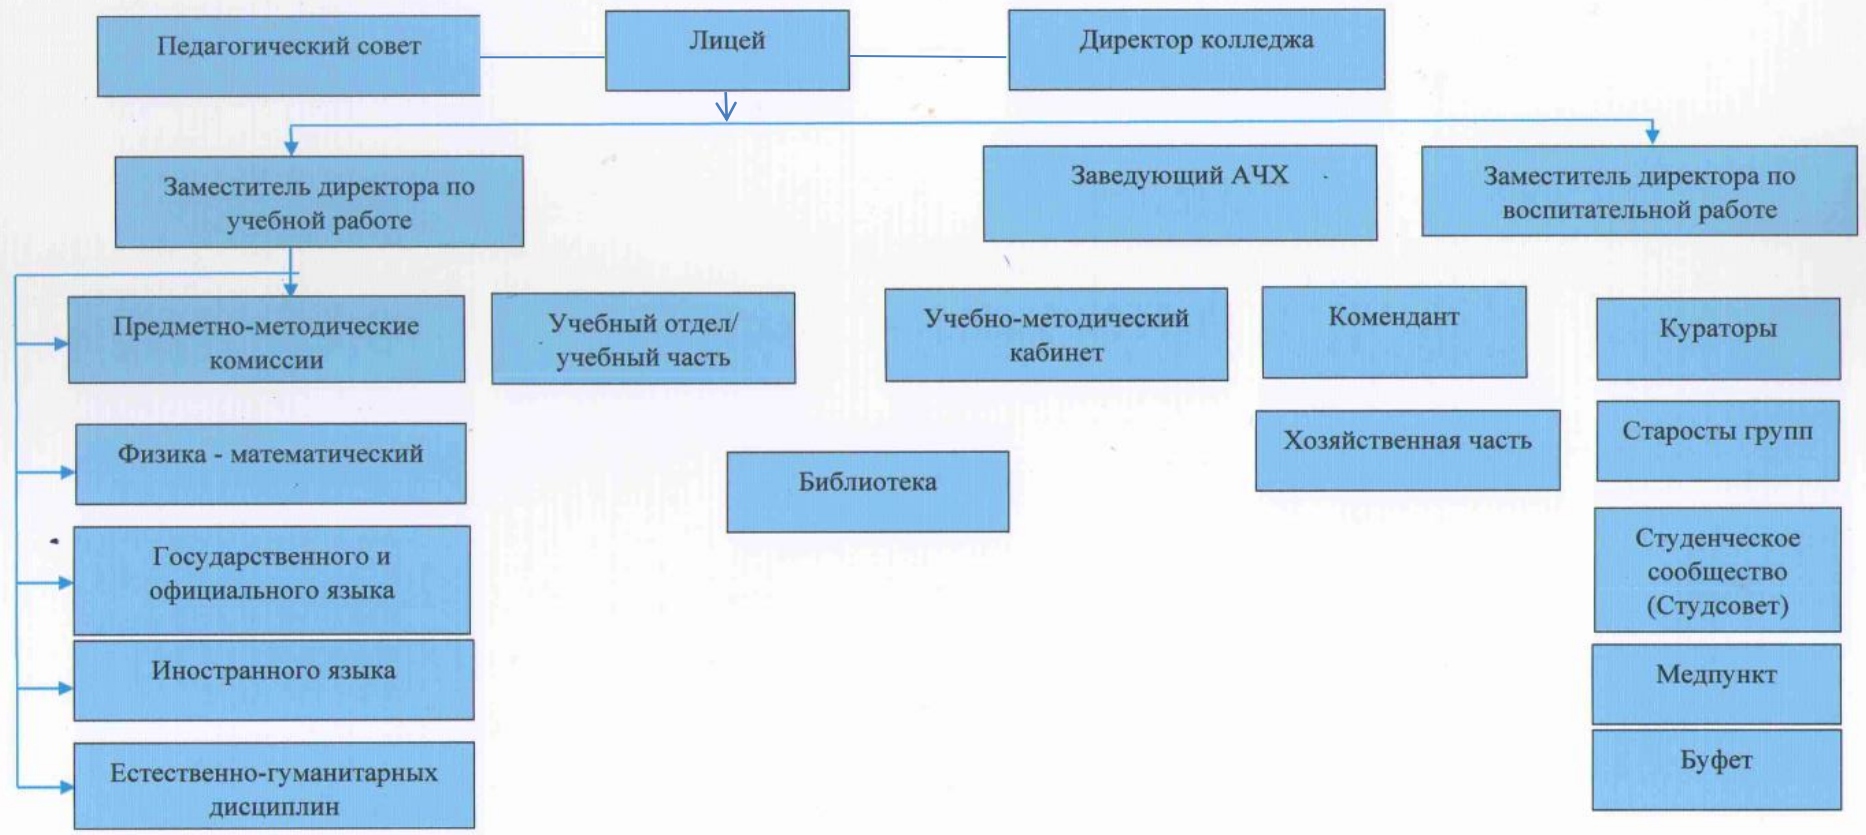 Педагогический совет
Лицей
Директор колледжа
Заместитель директора по
учебной работе
Заведующий АЧХ
Заместитель директора по
воспитательной работе
Предметно-методические
комиссии
Учебный отдел/
учебный часть
Учебно-методический
кабинет
Комендант
Кураторы
Физика - математический
Библиотека
Хозяйственная часть
Старосты групп
Государственного и
официального языка
Студенческое
сообщество
(Студсовет)
Иностранного языка
Медпункт
Естественно-гуманитарных
дисциплин
Буфет